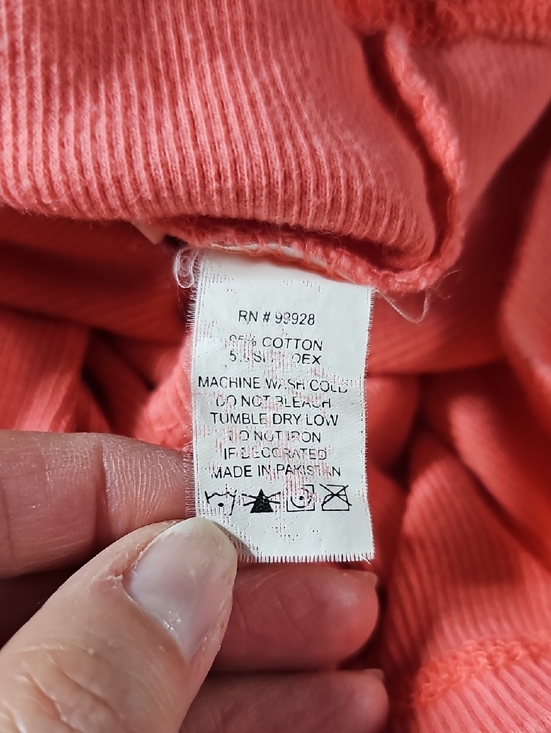 RN # 99928
95% COTTON
5% SPANDEX
MACHINE WASH COLD
DO NOT BLEACH
TUMBLE DRY LOW
DO NOT IRON
IF DECORATED
MADE IN PAKISTAN